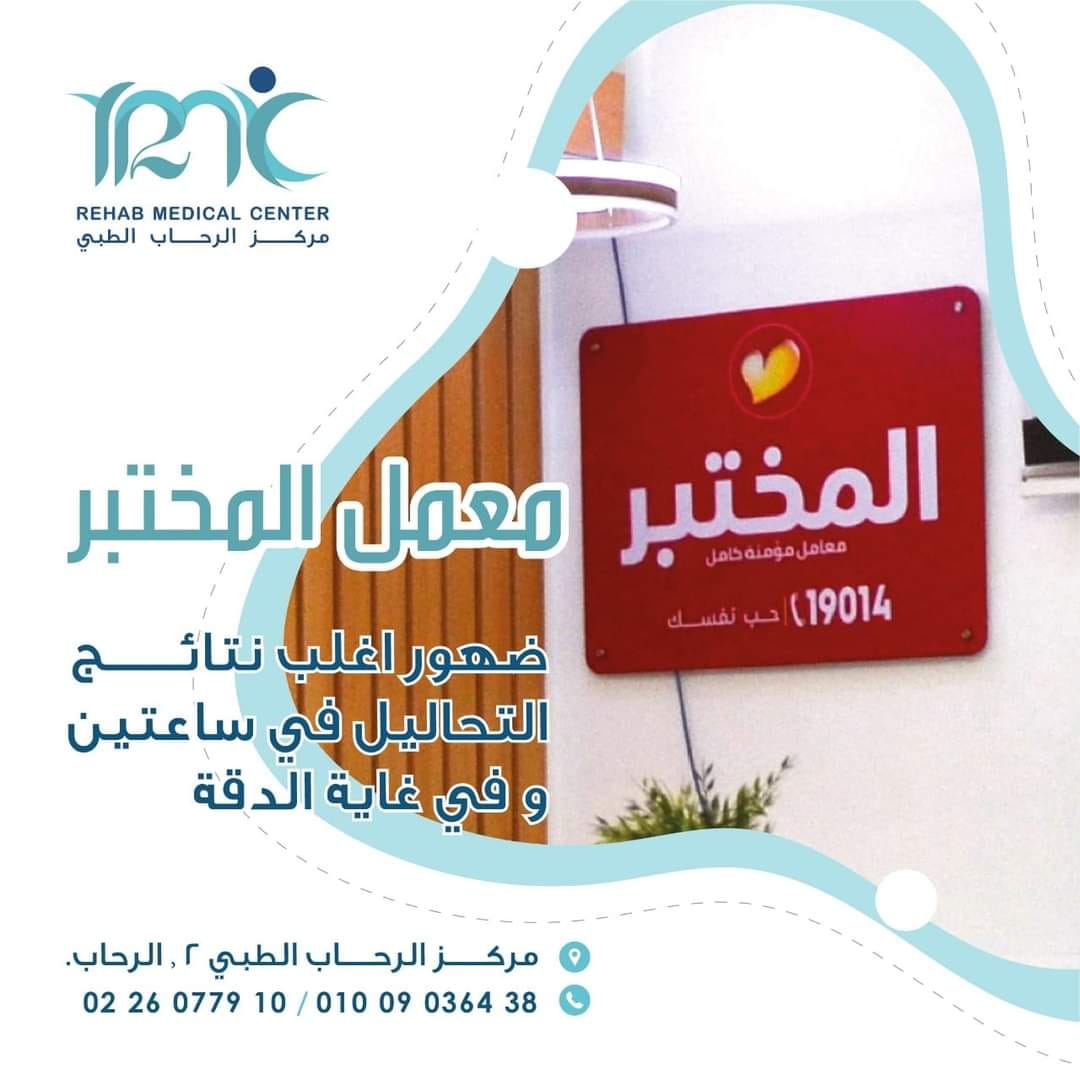 REHAB MEDICAL CENTER
مركز الرحاب الطبي
المختبر
معامل مؤمنة كامل
19014 | حب نفسك
معمل المختبر
ضهور اغلب نتائج
التحاليل في ساعتين
و في غاية الدقة
مركز الرحاب الطبي ٢ , الرحاب.
02 26 0779 10 / 010 09 0364 38